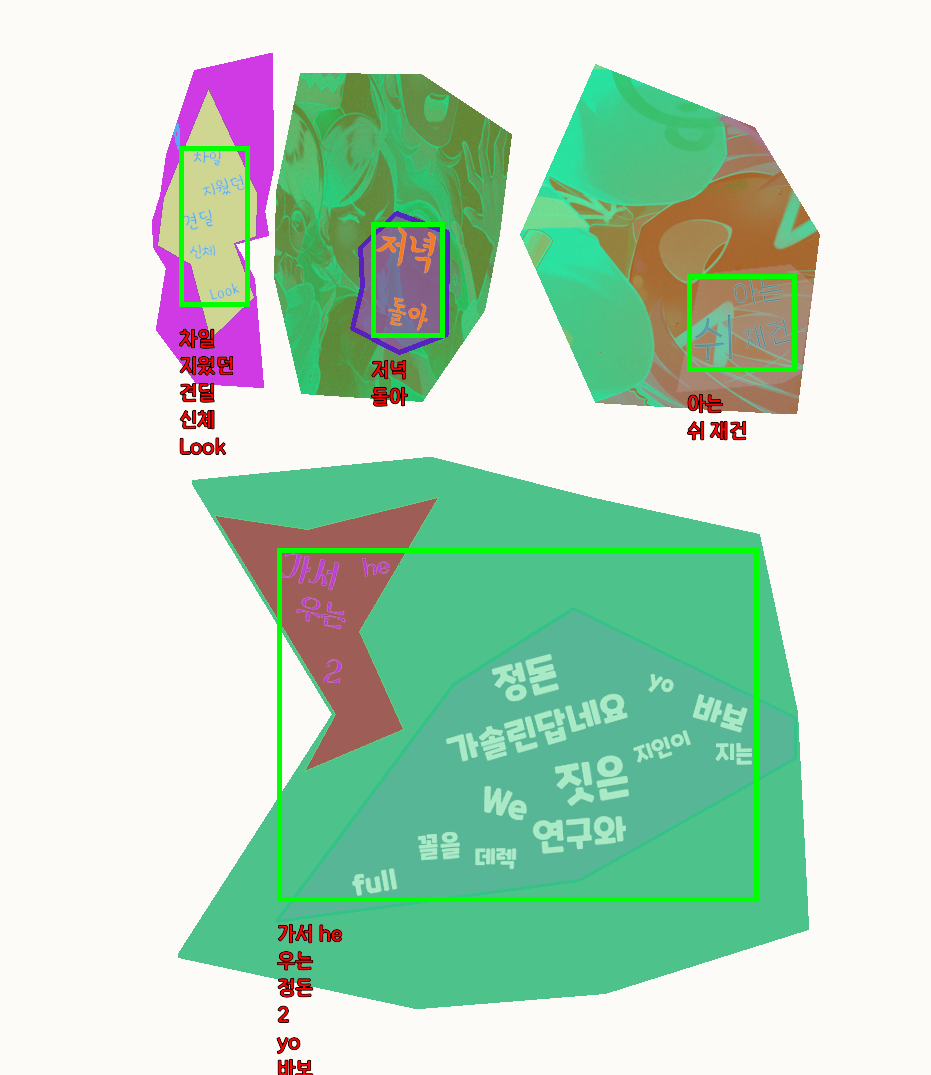 차일
지웠던
견딜
신체
Look
차일
지웠던
견딜
신체
Look
저녁
돌아
저녁
돌아
아는
쉬 재건
아는
쉬 재건
가서 he
우는
2
정돈
yo
바보
가솔린답네요
지인이
지는
짓은
We
연구와
꼴을
데렉
full
가서 he
우는
정돈
2
yo
바보